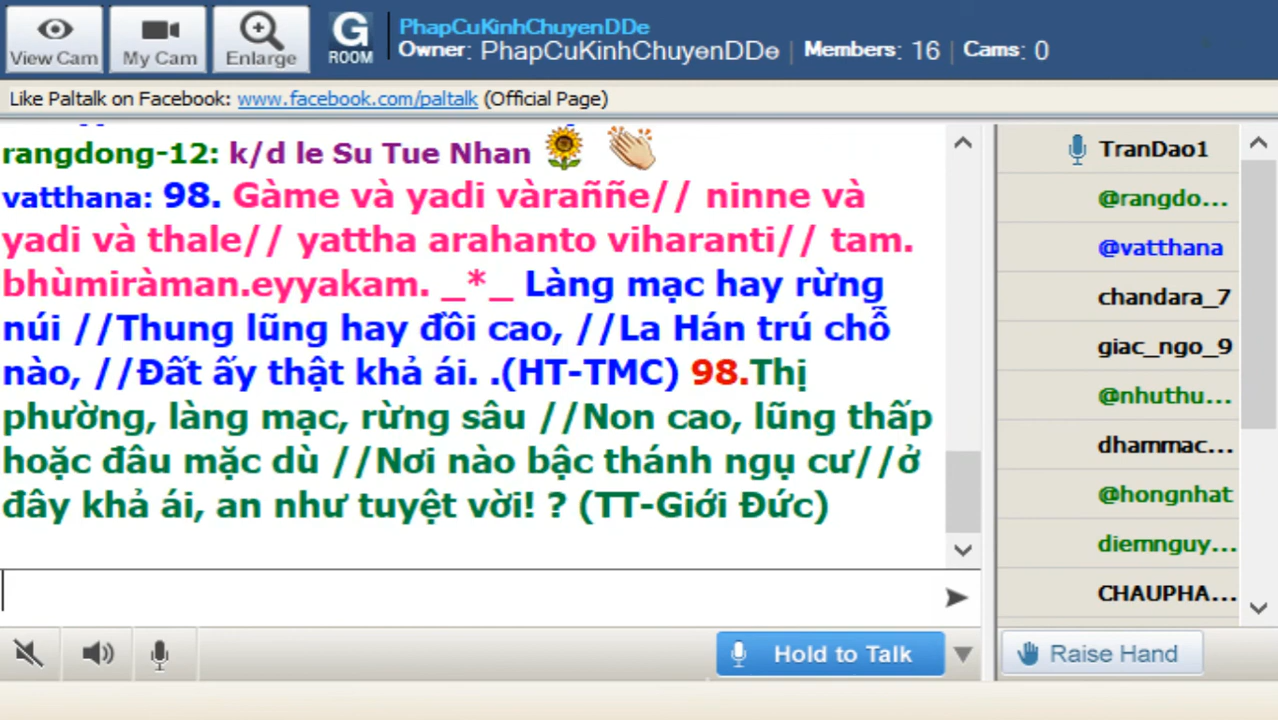 View Cam
My Cam
Enlarge
G
ROOM
PhapCuKinhChuyenDDe
Owner: PhapCuKinhChuyenDDe | Members: 16 | Cams: 0
Like Paltalk on Facebook: www.facebook.com/paltalk (Official Page)
rangdong-12: k/d le Su Tue Nhan
vatthana: 98. Gàme và yadi vàraññe// ninne và
yadi và thale// yattha arahanto viharanti// tam.
bhùmiràman.eyyakam. _*_ Làng mạc hay rừng
núi //Thung lũng hay đồi cao, //La Hán trú chỗ
nào, //Đất ấy thật khả ái. .(HT-TMC) 98.Thị
phường, làng mạc, rừng sâu //Non cao, lũng thấp
hoặc đâu mặc dù //Nơi nào bậc thánh ngụ cư//ở
đây khả ái, an như tuyệt vời! ? (TT-Giới Đức)
TranDao1
@rangdo...
@vatthana
chandara_7
giac_ngo_9
@nhuthu...
dhammac...
@hongnhat
diemnguy...
CHAUPHA...
Hold to Talk
Raise Hand